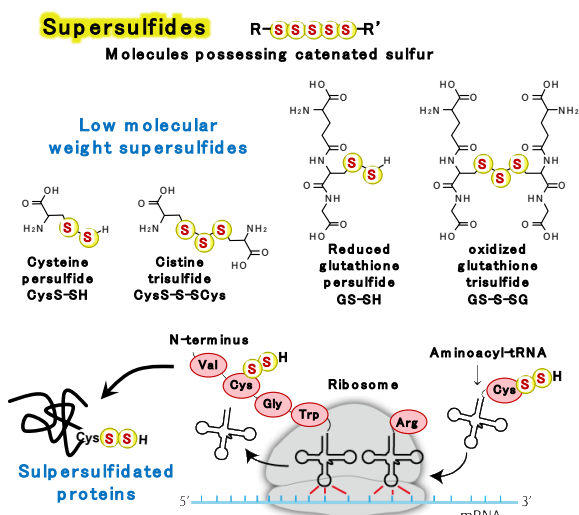 Supersulfides R-SSSSS-R'
Molecules possessing catenated sulfur
Low molecular
weight supersulfides
HO
O
H₂N
O
HN
S
S
H
O
NH
O
HO
Reduced
glutathione
persulfide
GS-SH
OH
O
H₂N
O
NH
S
S
S
O
HN
O
OH
HO
O
NH₂
O
HN
O
NH
O
OH
oxidized
glutathione
trisulfide
GS-S-SG
OH
O
H₂N
S
S
H
Cysteine
persulfide
CysS-SH
OH
O
H₂N
S
S
S
NH₂
O
HO
Cistine
trisulfide
CysS-S-SCys
N-terminus
Val
Cys
S
S
H
Gly
Trp
Ribosome
Arg
Aminoacyl-tRNA
Cys
S
S
H
Cys S S H
Sulpersulfidated
proteins
5′
3′
mRNA